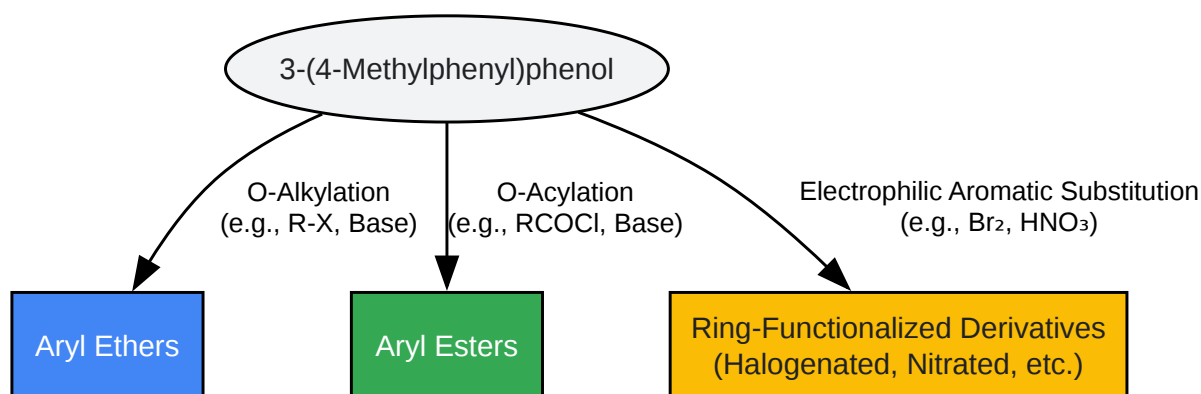 3-(4-Methylphenyl)phenol
O-Alkylation
(e.g., R-X, Base)
O-Acylation
(e.g., RCOCl, Base)
Electrophilic Aromatic Substitution
(e.g., Br₂, HNO₃)
Aryl Ethers
Aryl Esters
Ring-Functionalized Derivatives
(Halogenated, Nitrated, etc.)